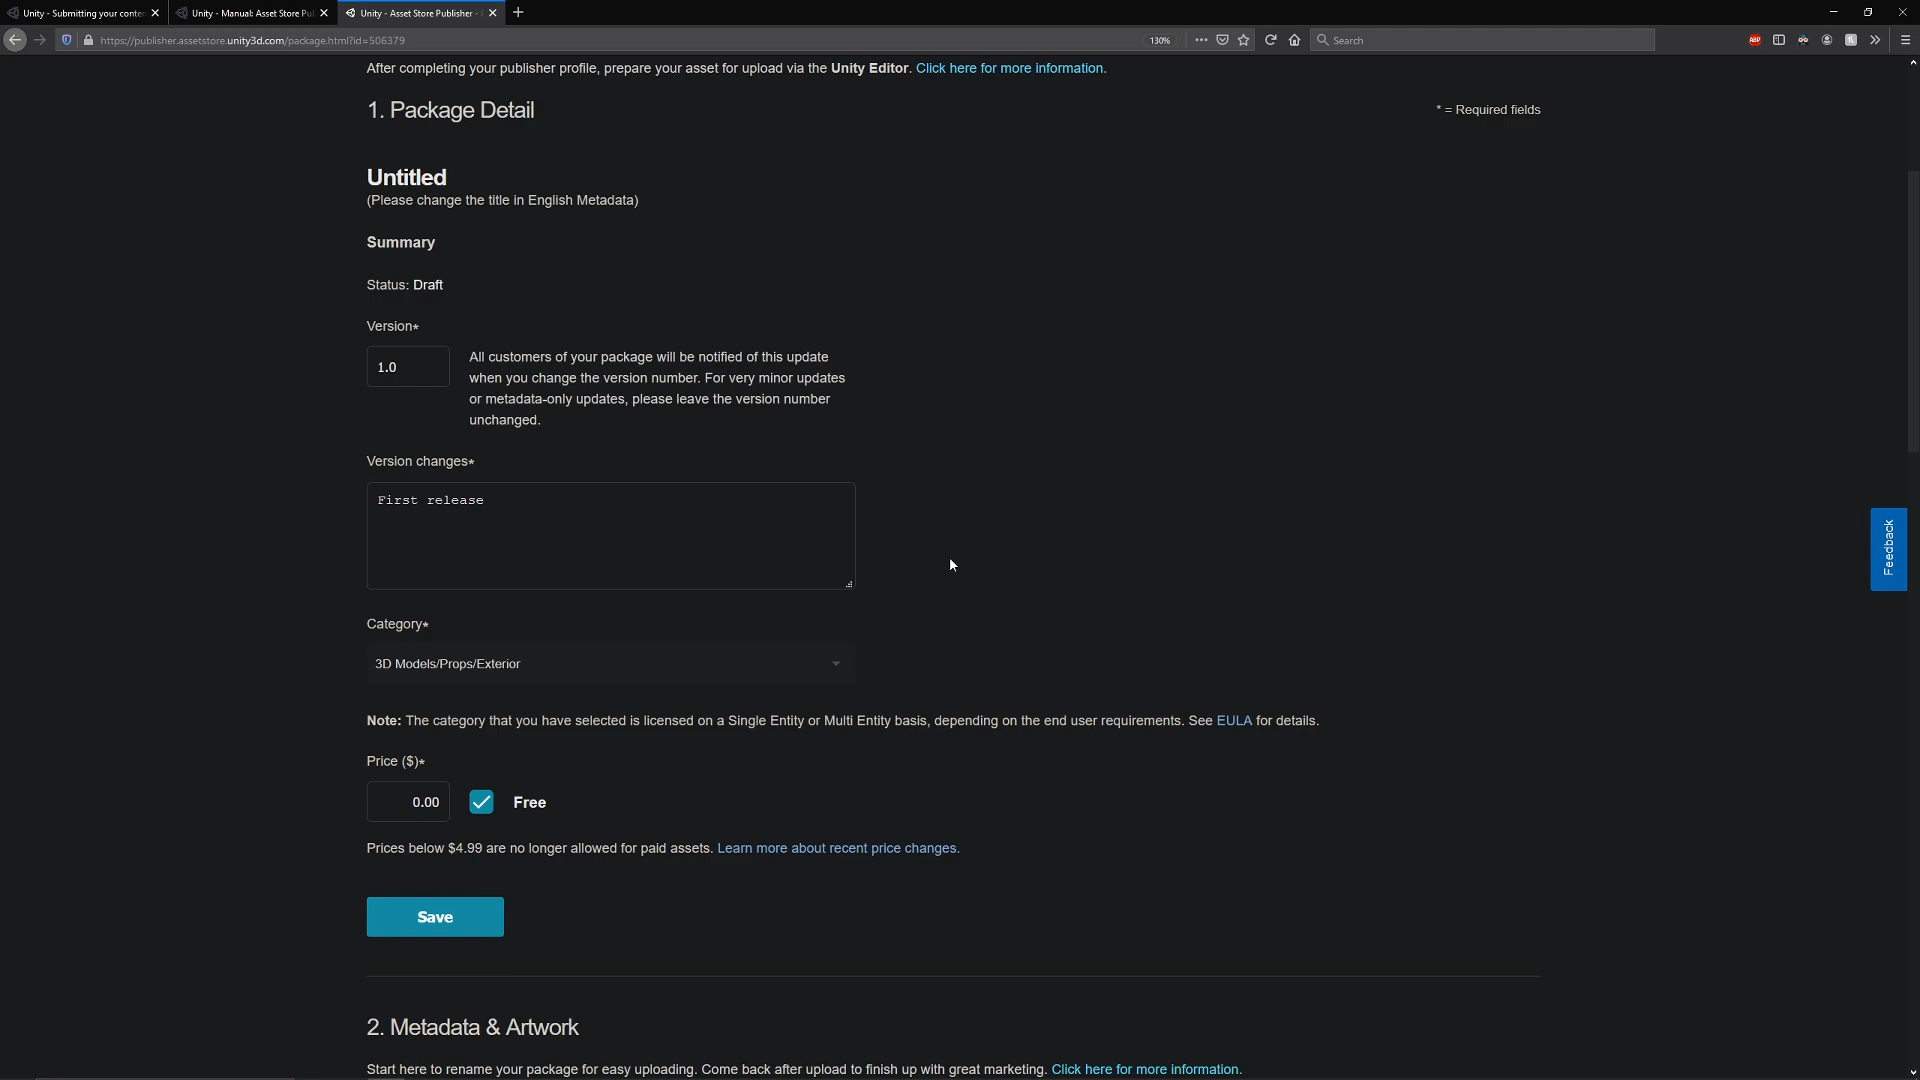 Unity - Submitting your conte
Unity - Manual: Asset Store Pu
Unity - Asset Store Publisher -
https://publisher.assetstore.unity3d.com/package.html?id=506379
130%
Search
ABP
After completing your publisher profile, prepare your asset for upload via the Unity Editor. Click here for more information.
1. Package Detail
* = Required fields
Untitled
(Please change the title in English Metadata)
Summary
Status: Draft
Version*
1.0
All customers of your package will be notified of this update
when you change the version number. For very minor updates
or metadata-only updates, please leave the version number
unchanged.
Version changes*
First release
Feedback
Category*
3D Models/Props/Exterior
Note: The category that you have selected is licensed on a Single Entity or Multi Entity basis, depending on the end user requirements. See EULA for details.
Price ($)*
0.00
Free
Prices below $4.99 are no longer allowed for paid assets. Learn more about recent price changes.
Save
2. Metadata & Artwork
Start here to rename your package for easy uploading. Come back after upload to finish up with great marketing. Click here for more information.